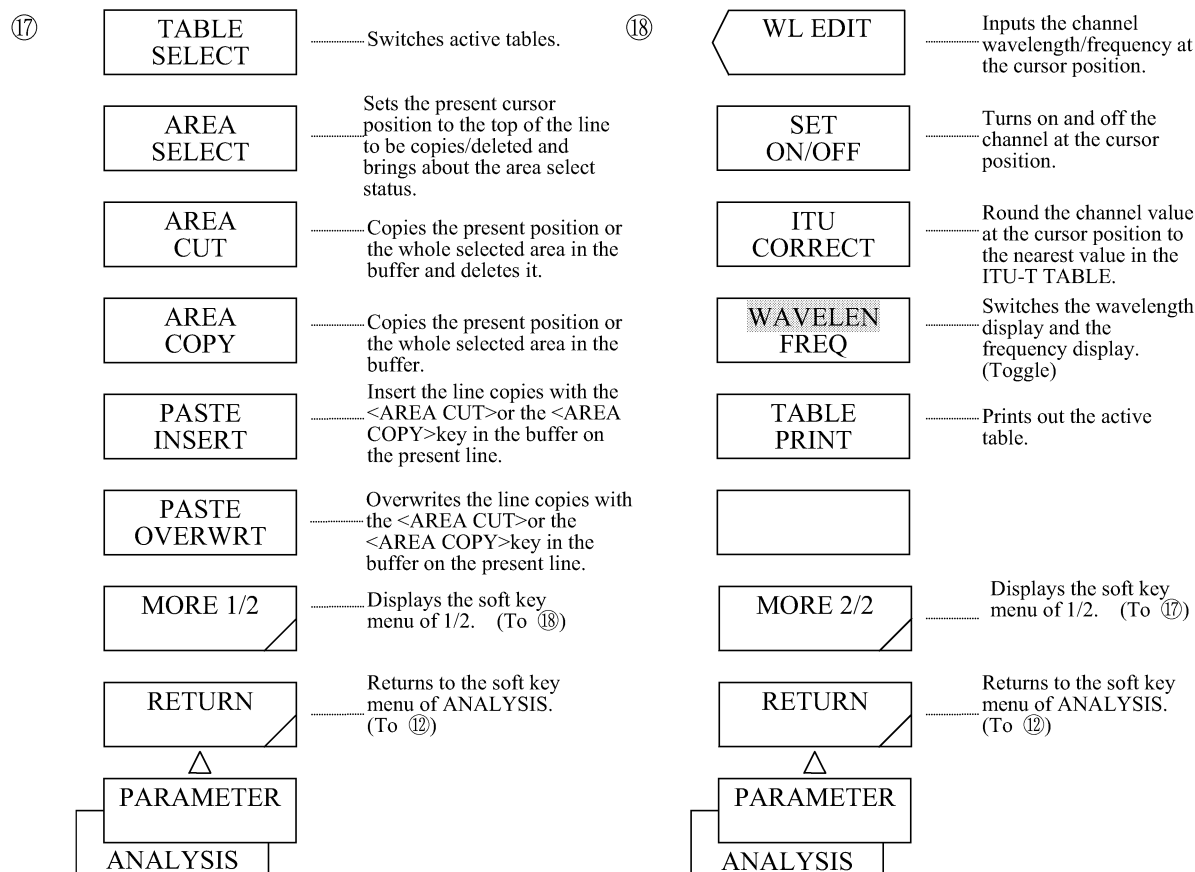 ⑰
TABLE
SELECT
Switches active tables.
AREA
SELECT
Sets the present cursor
position to the top of the line
to be copies/deleted and
brings about the area select
status.
AREA
CUT
Copies the present position or
the whole selected area in the
buffer and deletes it.
AREA
COPY
Copies the present position or
the whole selected area in the
buffer.
PASTE
INSERT
Insert the line copies with the
<AREA CUT>or the <AREA
COPY>key in the buffer on
the present line.
PASTE
OVERWRT
Overwrites the line copies with
the <AREA CUT>or the
<AREA COPY>key in the
buffer on the present line.
MORE 1/2
Displays the soft key
menu of 1/2. (To ⑱)
RETURN
Returns to the soft key
menu of ANALYSIS.
(To ⑫)
PARAMETER
ANALYSIS
⑱
WL EDIT
Inputs the channel
wavelength/frequency at
the cursor position.
SET
ON/OFF
Turns on and off the
channel at the cursor
position.
ITU
CORRECT
Round the channel value
at the cursor position to
the nearest value in the
ITU-T TABLE.
WAVELEN
FREQ
Switches the wavelength
display and the
frequency display.
(Toggle)
TABLE
PRINT
Prints out the active
table.
MORE 2/2
Displays the soft key
menu of 1/2. (To ⑰)
RETURN
Returns to the soft key
menu of ANALYSIS.
(To ⑫)
PARAMETER
ANALYSIS